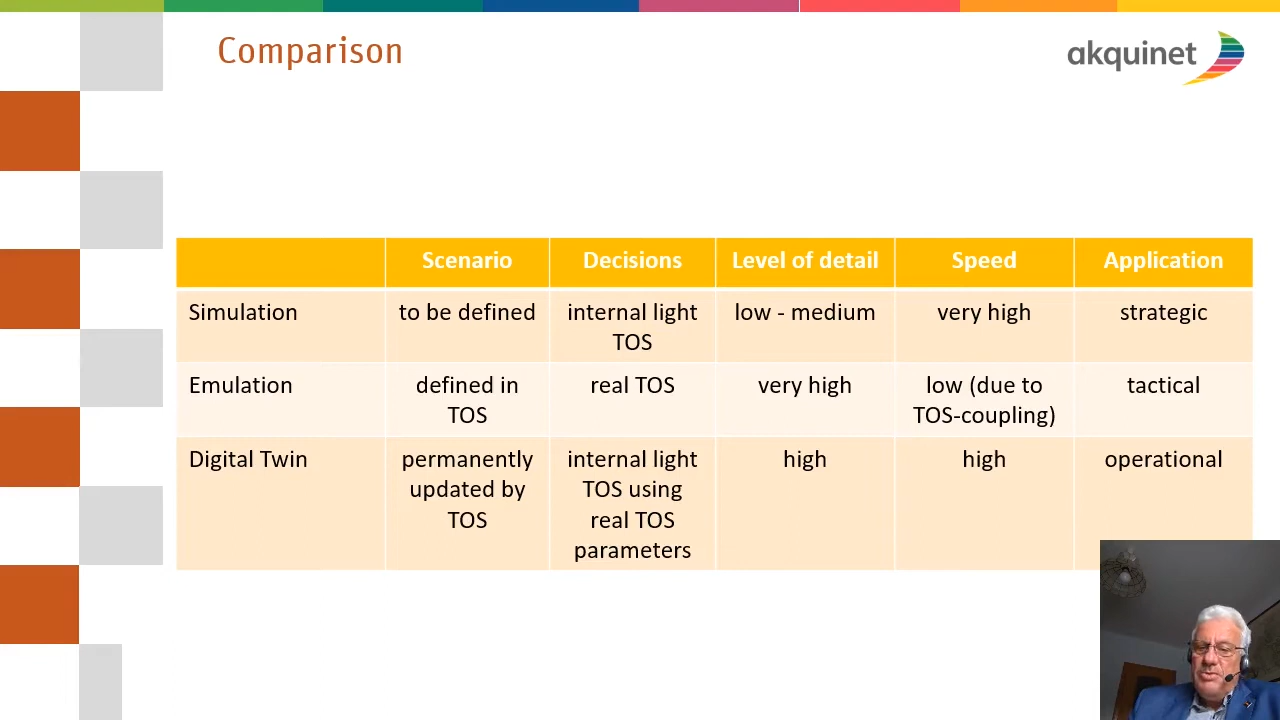 Comparison
akquinet
Scenario Decisions Level of detail Speed Application
Simulation to be defined internal light low - medium very high strategic
TOS
Emulation defined in real TOS very high low (due to tactical
TOS TOS-coupling)
Digital Twin permanently internal light high high operational
updated by TOS using
TOS real TOS
parameters